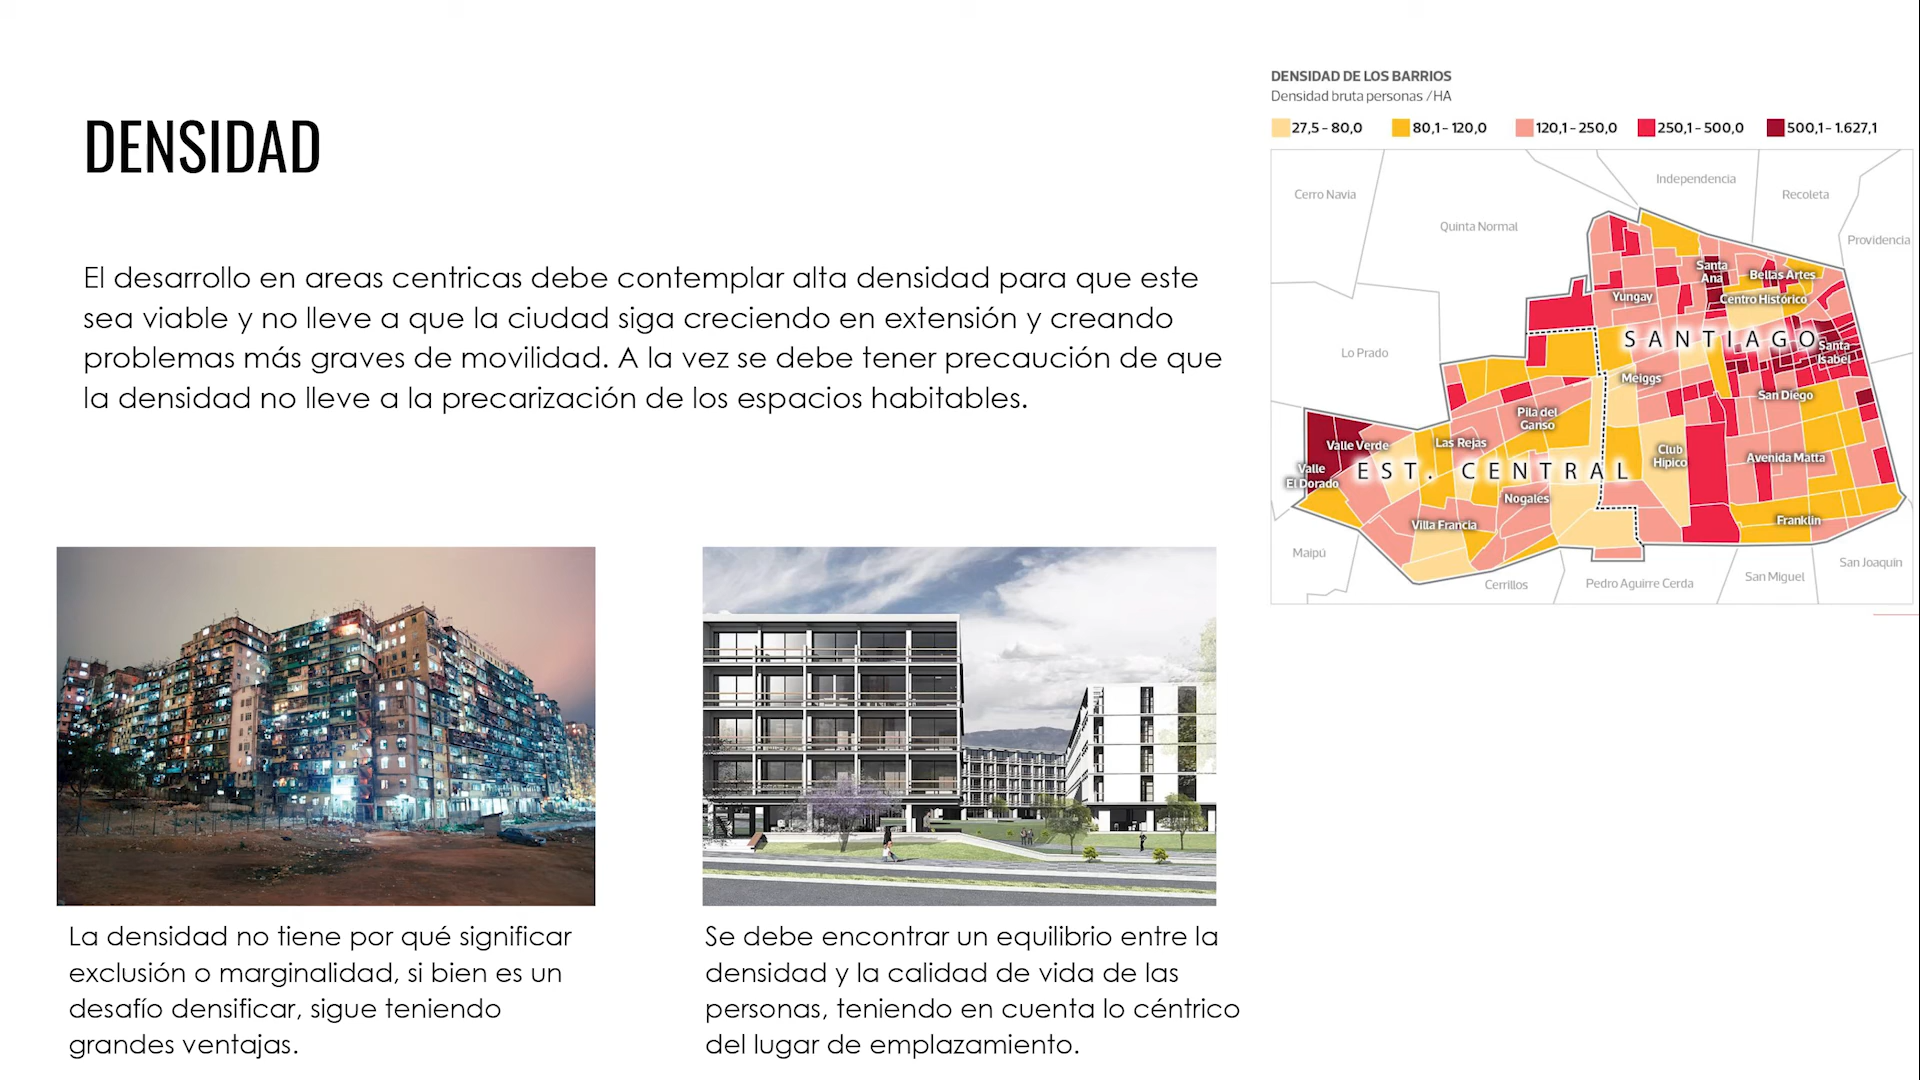 DENSIDAD
El desarrollo en areas centricas debe contemplar alta densidad para que este
sea viable y no lleve a que la ciudad siga creciendo en extensión y creando
problemas más graves de movilidad. A la vez se debe tener precaución de que
la densidad no lleve a la precarización de los espacios habitables.
DENSIDAD DE LOS BARRIOS
Densidad bruta personas /HA
27,5 - 80,0
80,1 - 120,0
120,1 - 250,0
250,1 - 500,0
500,1 - 1.627,1
Cerro Navia
Independencia
Recoleta
Quinta Normal
Providencia
Santa
Ana
Bellas Artes
Yungay
Centro Histórico
SANTIAGO
Santa
Isabel
Lo Prado
Meiggs
San Diego
Pila del
Ganso
Valle Verde
Las Rejas
Club
Hipico
Avenida Matta
Valle
El Dorado
EST. CENTRAL
Nogales
Villa Francia
Franklin
Maipú
Cerrillos
Pedro Aguirre Cerda
San Miguel
San Joaquin
La densidad no tiene por qué significar
exclusión o marginalidad, si bien es un
desafío densificar, sigue teniendo
grandes ventajas.
Se debe encontrar un equilibrio entre la
densidad y la calidad de vida de las
personas, teniendo en cuenta lo céntrico
del lugar de emplazamiento.